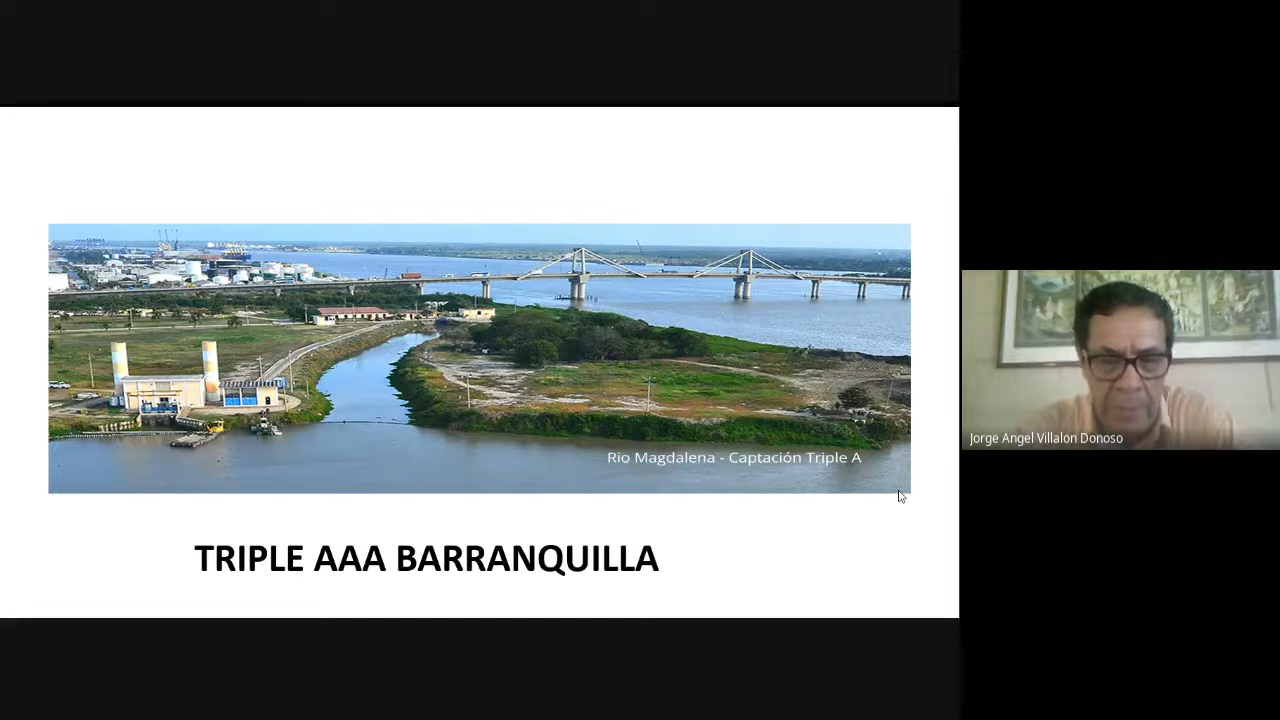 Rio Magdalena - Captación Triple A
TRIPLE AAA BARRANQUILLA
Jorge Angel Villalon Donoso